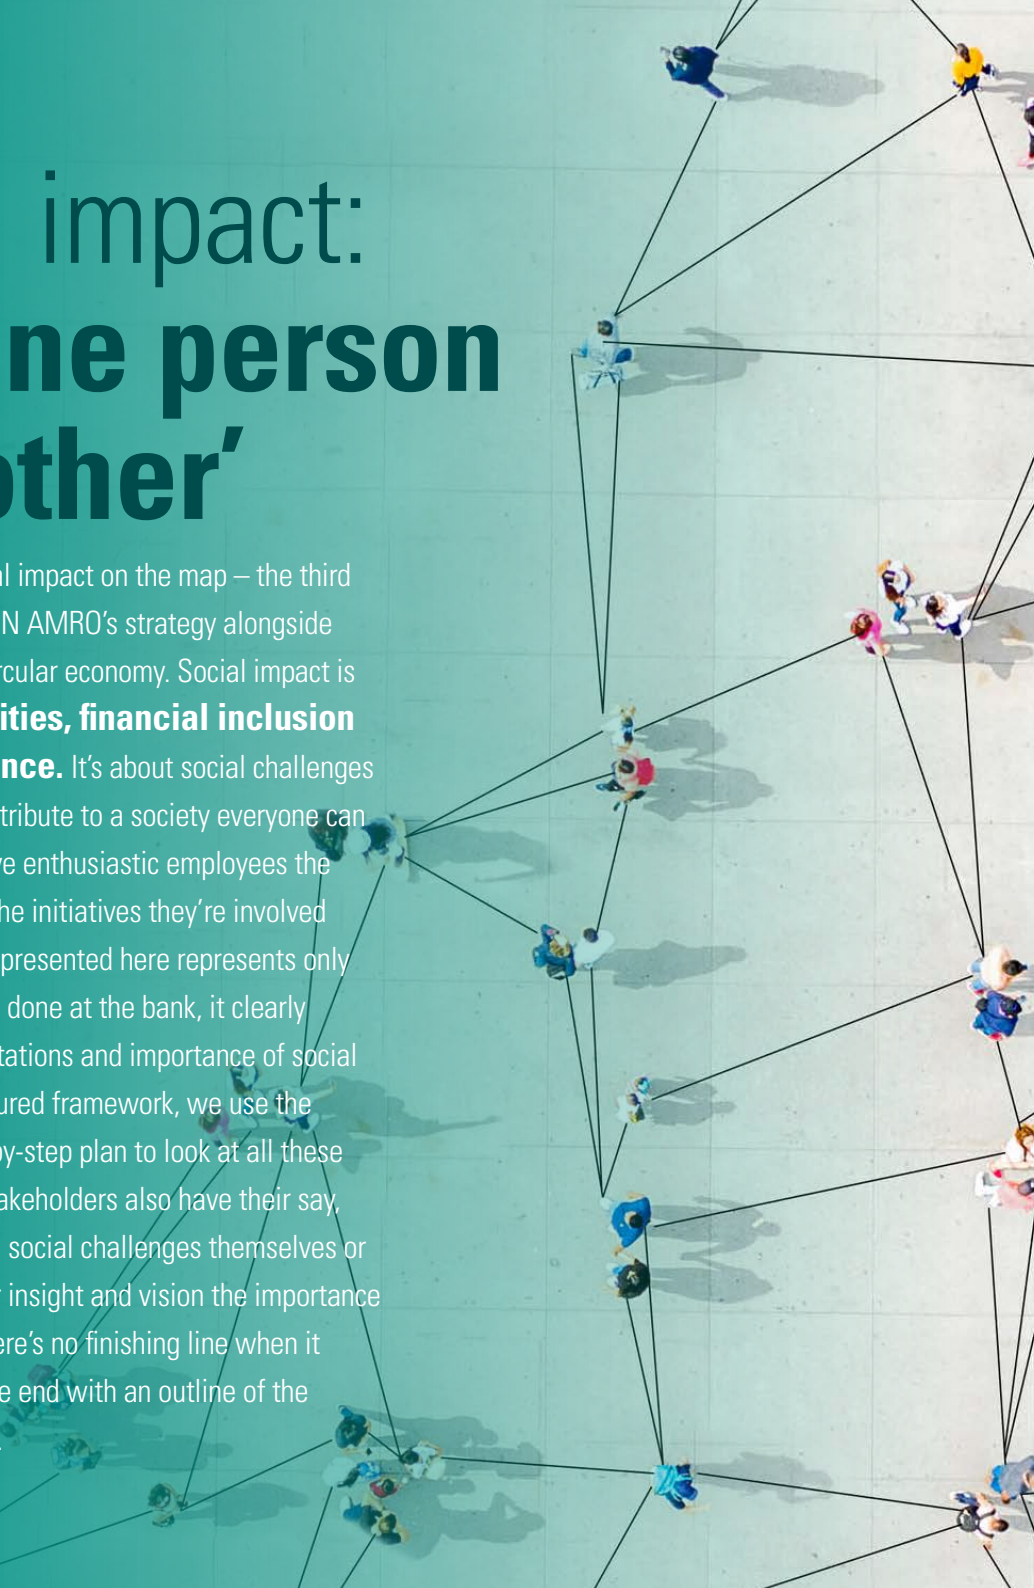 impact:
ne person
other’
al impact on the map – the third
N AMRO’s strategy alongside
rcular economy. Social impact is
ities, financial inclusion
nce. It’s about social challenges
tribute to a society everyone can
ve enthusiastic employees the
he initiatives they’re involved
presented here represents only
done at the bank, it clearly
tations and importance of social
ured framework, we use the
by-step plan to look at all these
akeholders also have their say,
social challenges themselves or
r insight and vision the importance
ere’s no finishing line when it
e end with an outline of the
.